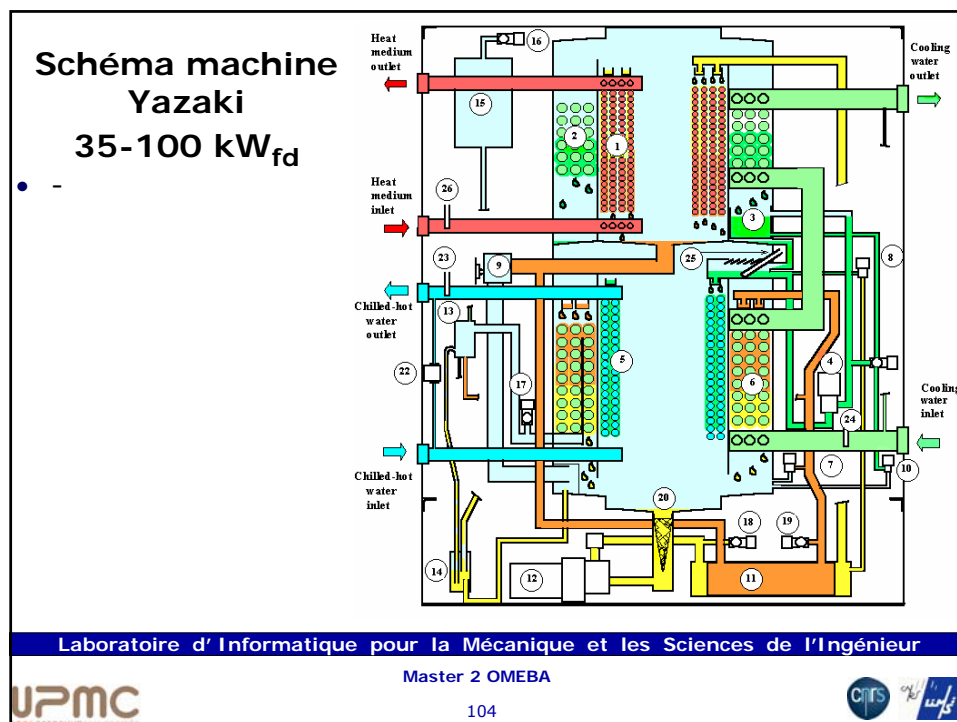 Schéma machine
Yazaki
35-100 kWfd
-
Heat
medium
outlet
16
15
2
1
Cooling
water
outlet
Heat
medium
inlet
26
3
25
8
9
23
Chilled-hot
water
outlet
13
22
17
5
6
4
24
Cooling
water
inlet
7
10
Chilled-hot
water
inlet
20
18
19
14
12
11
Laboratoire d'Informatique pour la Mécanique et les Sciences de l'Ingénieur
Master 2 OMEBA
104
UPMC
cnrs
limsi